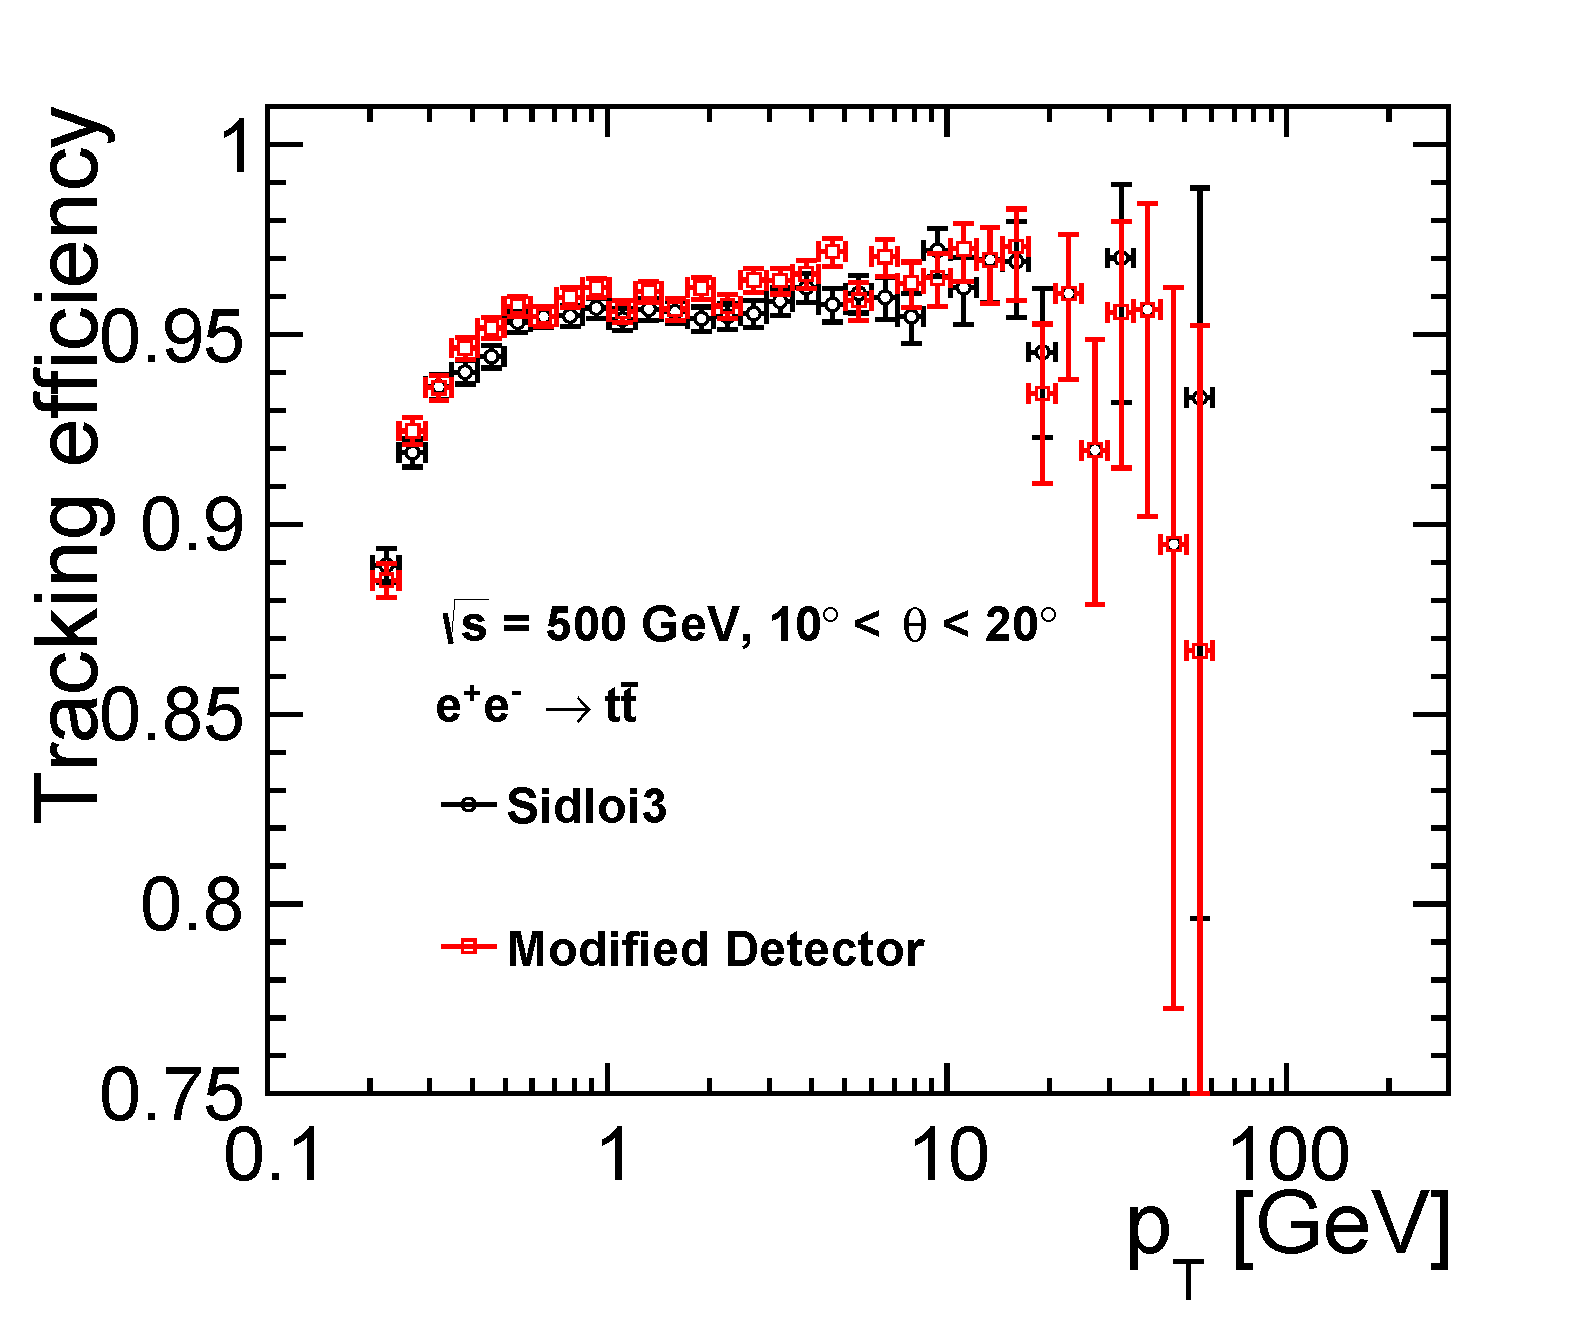 Tracking efficiency
1
0.95
0.9
0.85
0.8
0.75
√s = 500 GeV, 10° < θ < 20°
e⁺e⁻ → tt̄
Sidloi3
Modified Detector
0.1 1 10 100
p_T [GeV]